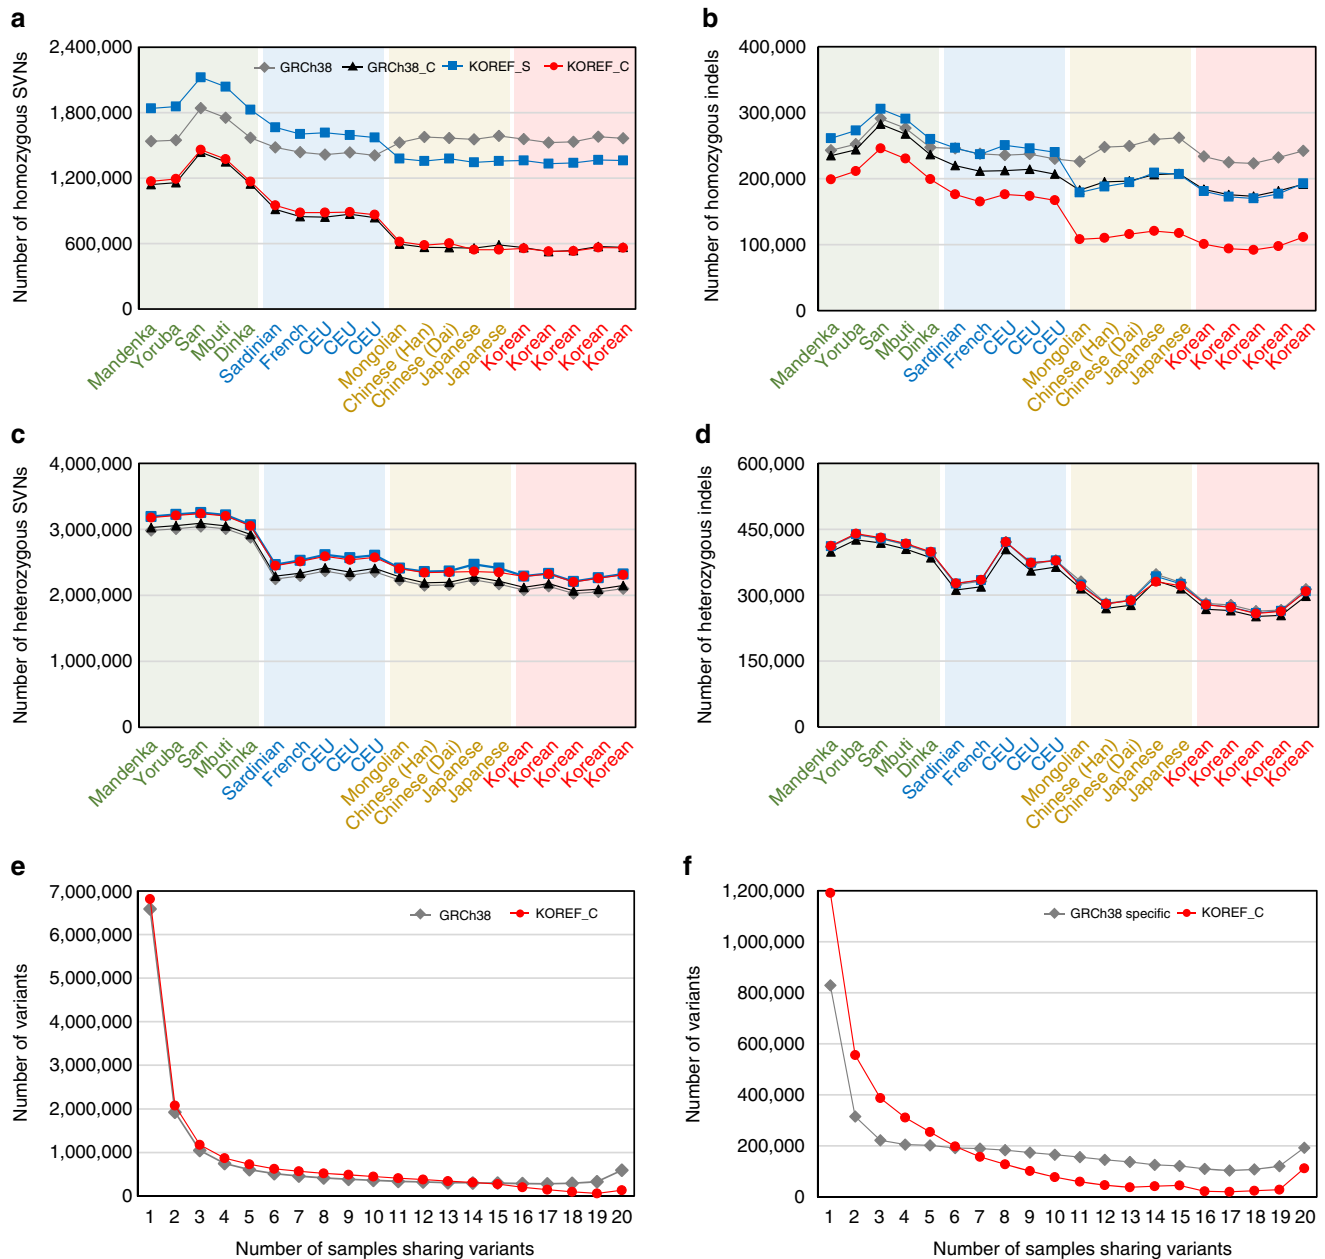 a
Number of homozygous SVNs
2,400,000
1,800,000
1,200,000
600,000
0
GRCh38 GRCh38_C KOREF_S KOREF_C
Mandenka
Yoruba
San
Mbuti
Dinka
Sardinian
French
CEU
CEU
CEU
Mongolian
Chinese (Han)
Chinese (Dai)
Japanese
Japanese
Korean
Korean
Korean
Korean
Korean
b
Number of homozygous indels
400,000
300,000
200,000
100,000
0
Mandenka
Yoruba
San
Mbuti
Dinka
Sardinian
French
CEU
CEU
CEU
Mongolian
Chinese (Han)
Chinese (Dai)
Japanese
Japanese
Korean
Korean
Korean
Korean
Korean
c
Number of heterozygous SVNs
4,000,000
3,000,000
2,000,000
1,000,000
0
Mandenka
Yoruba
San
Mbuti
Dinka
Sardinian
French
CEU
CEU
CEU
Mongolian
Chinese (Han)
Chinese (Dai)
Japanese
Japanese
Korean
Korean
Korean
Korean
Korean
d
Number of heterozygous indels
600,000
450,000
300,000
150,000
0
Mandenka
Yoruba
San
Mbuti
Dinka
Sardinian
French
CEU
CEU
CEU
Mongolian
Chinese (Han)
Chinese (Dai)
Japanese
Japanese
Korean
Korean
Korean
Korean
Korean
e
Number of variants
7,000,000
6,000,000
5,000,000
4,000,000
3,000,000
2,000,000
1,000,000
0
GRCh38 KOREF_C
1 2 3 4 5 6 7 8 9 10 11 12 13 14 15 16 17 18 19 20
Number of samples sharing variants
f
Number of variants
1,200,000
1,000,000
800,000
600,000
400,000
200,000
0
GRCh38 specific KOREF_C
1 2 3 4 5 6 7 8 9 10 11 12 13 14 15 16 17 18 19 20
Number of samples sharing variants